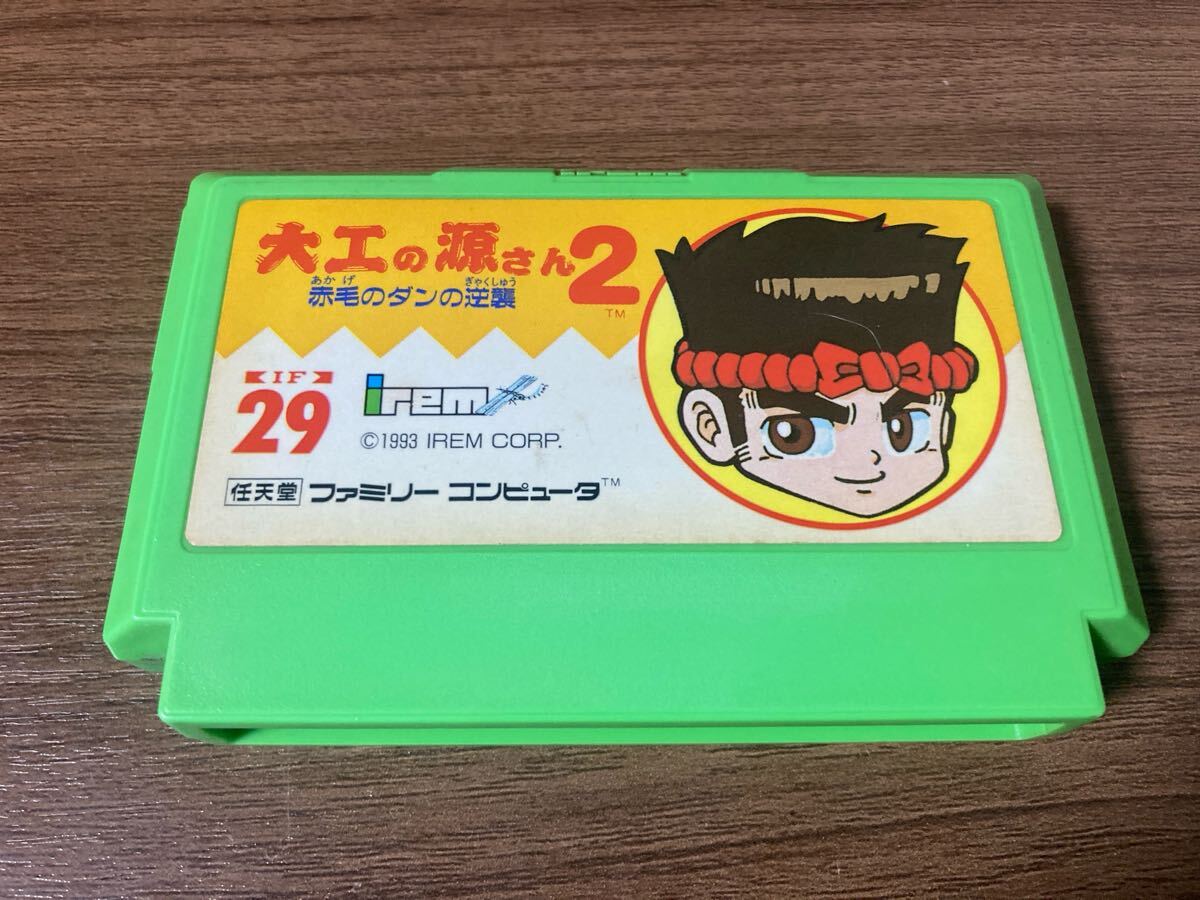 大工の源さん2
あかげ ぎゃくしゅう
赤毛のダンの逆襲
TM
IF
29
irem
©1993 IREM CORP.
任天堂 ファミリー コンピュータ™